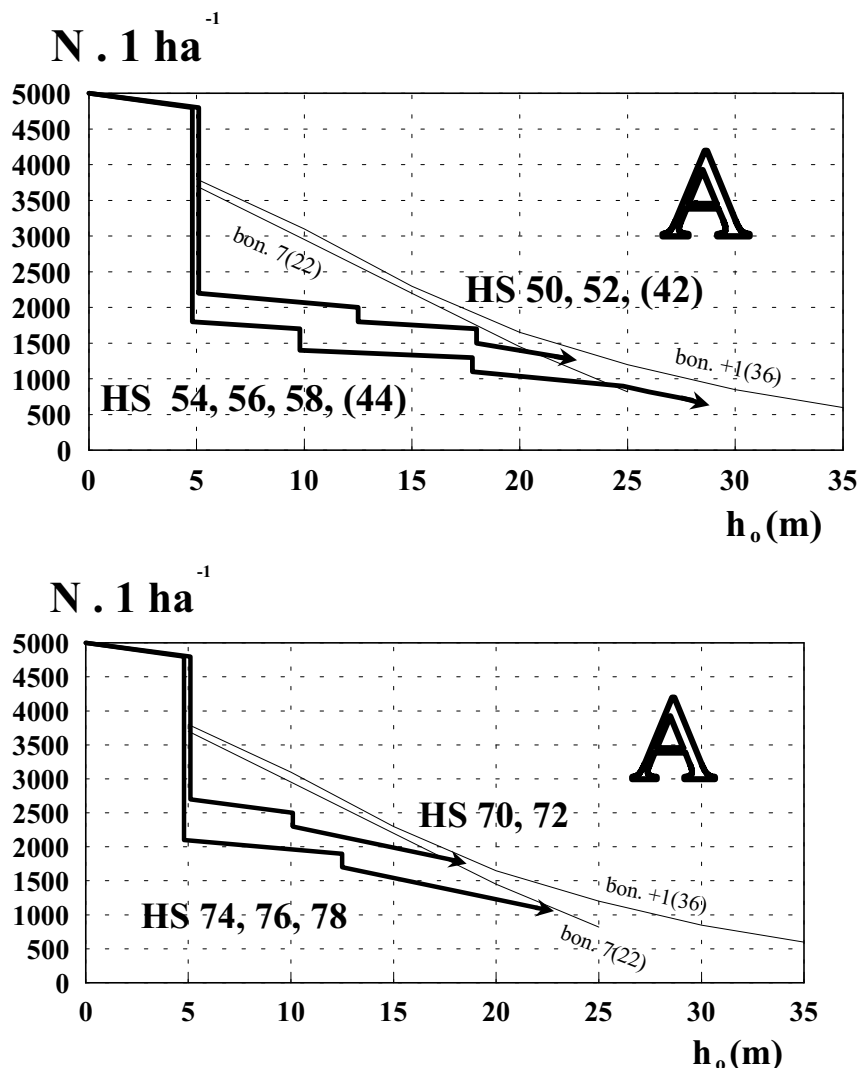 N . 1 ha-1
5000
4500
4000
3500
3000
2500
2000
1500
1000
500
0
A
bon. 7(22)
HS 50, 52, (42)
bon. +1(36)
HS 54, 56, 58, (44)
0 5 10 15 20 25 30 35
ho(m)
N . 1 ha-1
5000
4500
4000
3500
3000
2500
2000
1500
1000
500
0
A
HS 70, 72
bon. +1(36)
HS 74, 76, 78
bon. 7(22)
0 5 10 15 20 25 30 35
ho(m)